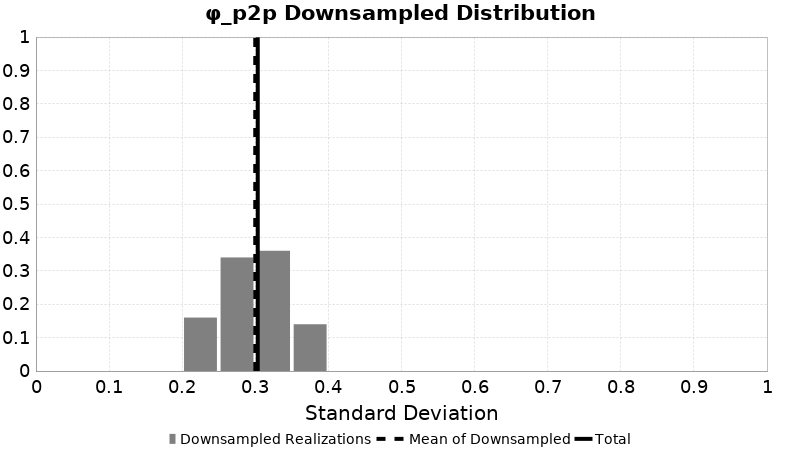 φ_p2p Downsampled Distribution
1
0.9
0.8
0.7
0.6
0.5
0.4
0.3
0.2
0.1
0
0 0.1 0.2 0.3 0.4 0.5 0.6 0.7 0.8 0.9 1
Standard Deviation
Downsampled Realizations Mean of Downsampled Total